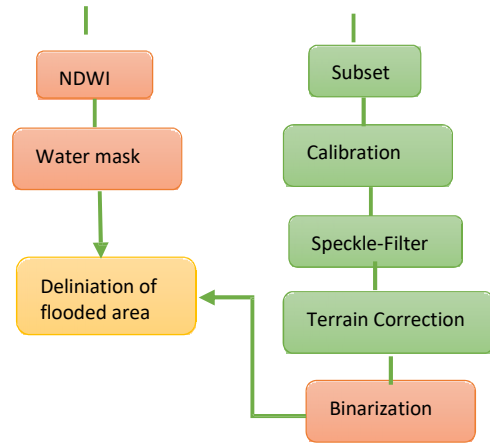 NDWI
Water mask
Deliniation of
flooded area
Subset
Calibration
Speckle-Filter
Terrain Correction
Binarization